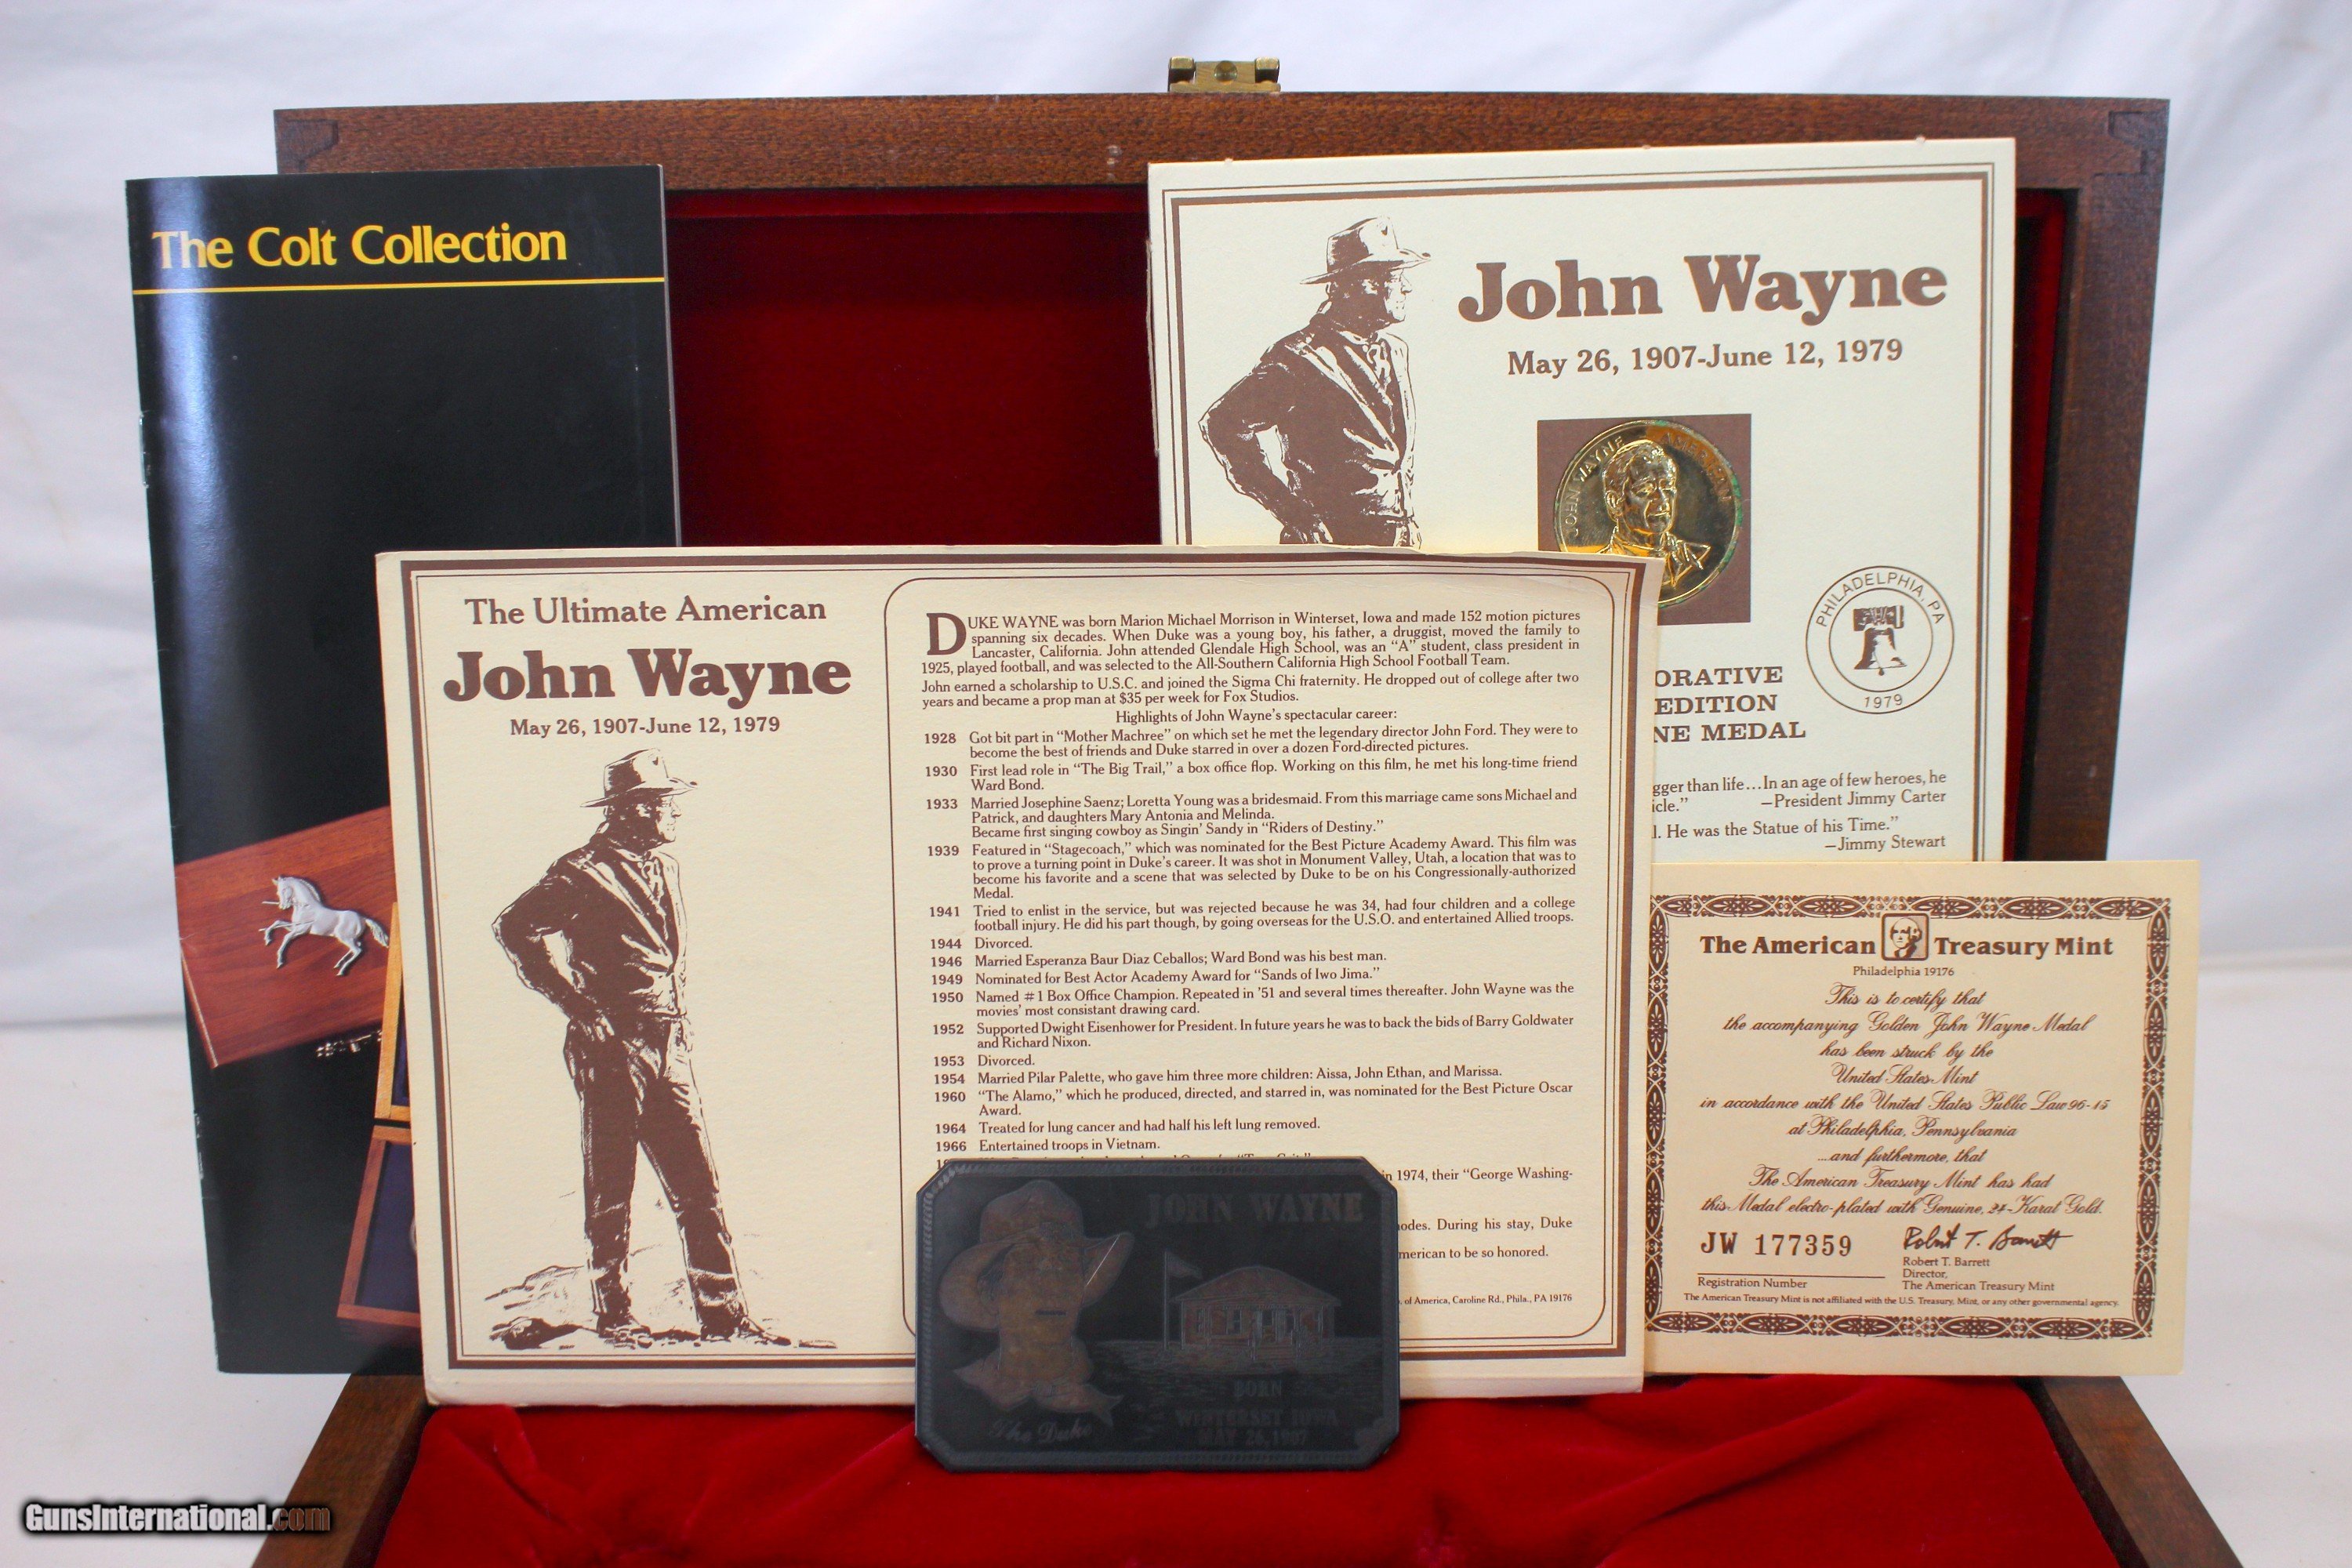 The Colt Collection
John Wayne
May 26, 1907-June 12, 1979
JOHN WAYNE AMERICAN
PHILADELPHIA, PA
1979
ORATIVE
EDITION
NE MEDAL
gger than life...In an age of few heroes, he
icle." —President Jimmy Carter
l. He was the Statue of his Time."
—Jimmy Stewart
The Ultimate American
John Wayne
May 26, 1907-June 12, 1979
DUKE WAYNE was born Marion Michael Morrison in Winterset, Iowa and made 152 motion pictures
spanning six decades. When Duke was a young boy, his father, a druggist, moved the family to
Lancaster, California. John attended Glendale High School, was an "A" student, class president in
1925, played football, and was selected to the All-Southern California High School Football Team.
John earned a scholarship to U.S.C. and joined the Sigma Chi fraternity. He dropped out of college after two
years and became a prop man at $35 per week for Fox Studios.
Highlights of John Wayne's spectacular career:
1928 Got bit part in "Mother Machree" on which set he met the legendary director John Ford. They were to
become the best of friends and Duke starred in over a dozen Ford-directed pictures.
1930 First lead role in "The Big Trail," a box office flop. Working on this film, he met his long-time friend
Ward Bond.
1933 Married Josephine Saenz; Loretta Young was a bridesmaid. From this marriage came sons Michael and
Patrick, and daughters Mary Antonia and Melinda.
Became first singing cowboy as Singin' Sandy in "Riders of Destiny."
1939 Featured in "Stagecoach," which was nominated for the Best Picture Academy Award. This film was
to prove a turning point in Duke's career. It was shot in Monument Valley, Utah, a location that was to
become his favorite and a scene that was selected by Duke to be on his Congressionally-authorized
Medal.
1941 Tried to enlist in the service, but was rejected because he was 34, had four children and a college
football injury. He did his part though, by going overseas for the U.S.O. and entertained Allied troops.
1944 Divorced.
1946 Married Esperanza Baur Diaz Ceballos; Ward Bond was his best man.
1949 Nominated for Best Actor Academy Award for "Sands of Iwo Jima."
1950 Named #1 Box Office Champion. Repeated in '51 and several times thereafter. John Wayne was the
movies' most consistant drawing card.
1952 Supported Dwight Eisenhower for President. In future years he was to back the bids of Barry Goldwater
and Richard Nixon.
1953 Divorced.
1954 Married Pilar Palette, who gave him three more children: Aissa, John Ethan, and Marissa.
1960 "The Alamo," which he produced, directed, and starred in, was nominated for the Best Picture Oscar
Award.
1964 Treated for lung cancer and had half his left lung removed.
1966 Entertained troops in Vietnam.
in 1974, their "George Washing-
odes. During his stay, Duke
merican to be so honored.
of America, Caroline Rd., Phila., PA 19176
The American Treasury Mint
Philadelphia 19176
This is to certify that
the accompanying Golden John Wayne Medal
has been struck by the
United States Mint
in accordance with the United States Public Law 96-15
at Philadelphia, Pennsylvania
...and furthermore, that
The American Treasury Mint has had
this Medal electro-plated with Genuine, 24-Karat Gold.
JW 177359
Robert T. Barrett
Registration Number
Robert T. Barrett
Director,
The American Treasury Mint
The American Treasury Mint is not affiliated with the U.S. Treasury, Mint, or any other governmental agency.
JOHN WAYNE
The Duke
BORN
WINTERSET IOWA
MAY 26, 1907
GunsInternational.com